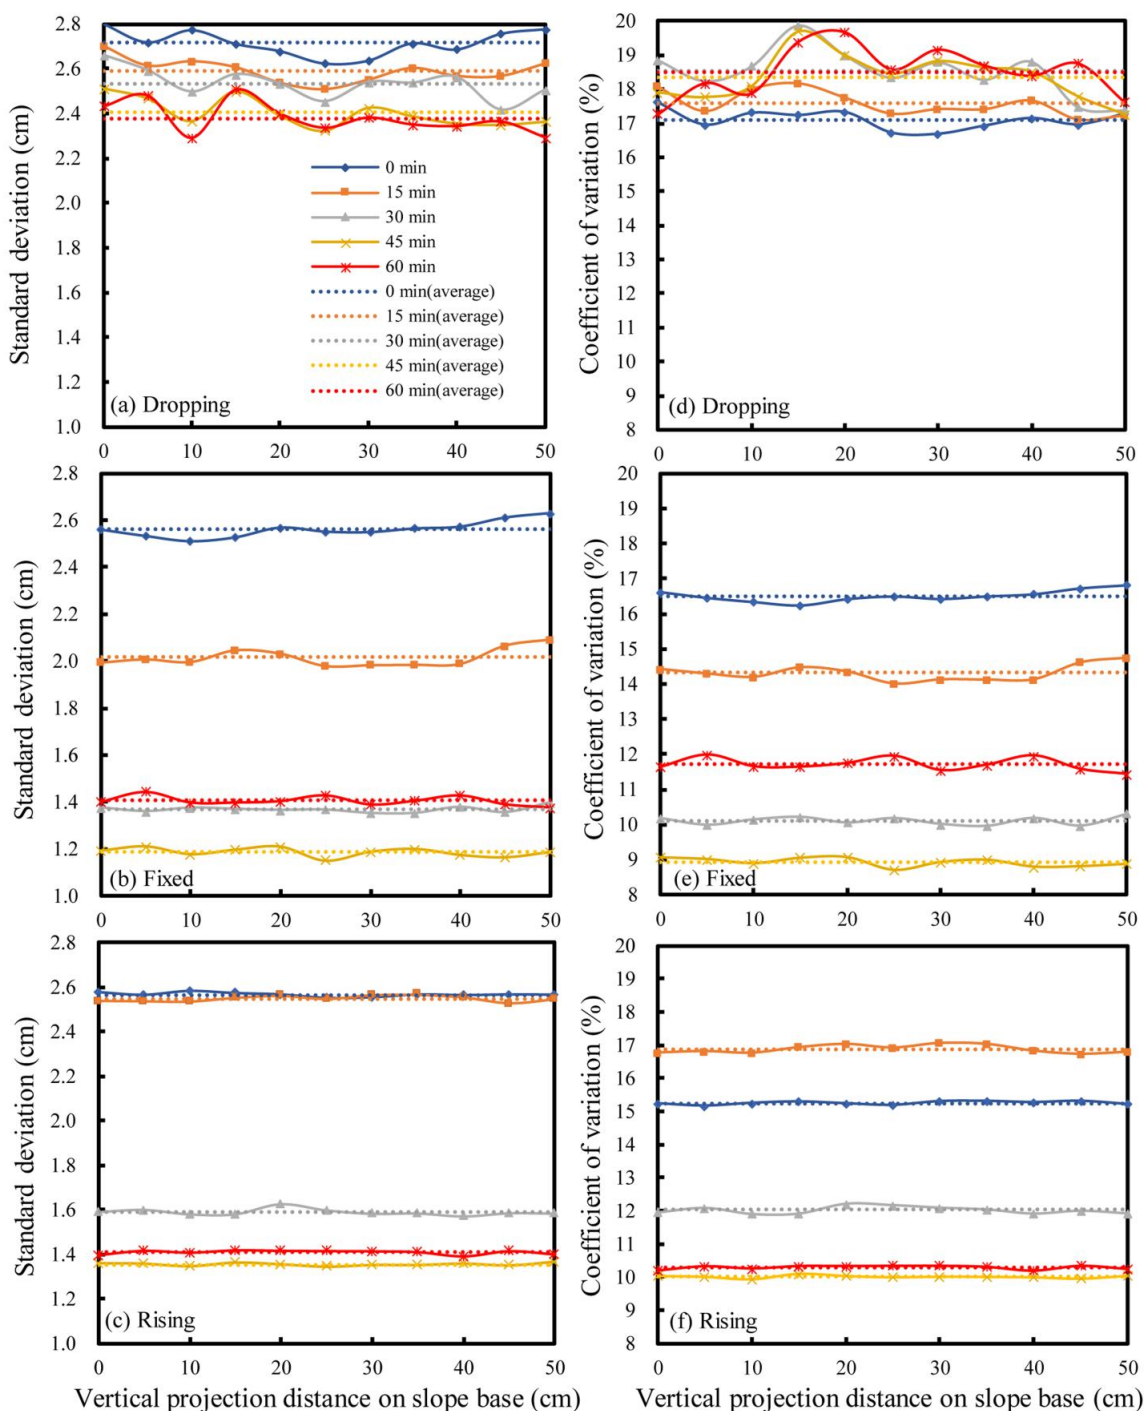 2.8
2.6
2.4
2.2
2.0
1.8
1.6
1.4
1.2
1.0
Standard deviation (cm)
0 min
15 min
30 min
45 min
60 min
0 min(average)
15 min(average)
30 min(average)
45 min(average)
60 min(average)
(a) Dropping
0 10 20 30 40 50
20
19
18
17
16
15
14
13
12
11
10
9
8
Coefficient of variation (%)
(d) Dropping
0 10 20 30 40 50
2.8
2.6
2.4
2.2
2.0
1.8
1.6
1.4
1.2
1.0
Standard deviation (cm)
(b) Fixed
0 10 20 30 40 50
20
19
18
17
16
15
14
13
12
11
10
9
8
Coefficient of variation (%)
(e) Fixed
0 10 20 30 40 50
2.8
2.6
2.4
2.2
2.0
1.8
1.6
1.4
1.2
1.0
Standard deviation (cm)
(c) Rising
0 10 20 30 40 50
Vertical projection distance on slope base (cm)
20
19
18
17
16
15
14
13
12
11
10
9
8
Coefficient of variation (%)
(f) Rising
0 10 20 30 40 50
Vertical projection distance on slope base (cm)